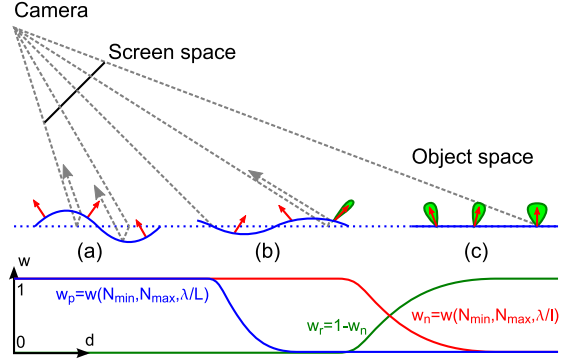 Camera
Screen space
Object space
(a) (b) (c)
w
1
wₚ=w(Nₘᵢₙ,Nₘₐₓ,λ/L)
wᵣ=1-wₙ
wₙ=w(Nₘᵢₙ,Nₘₐₓ,λ/l)
0
d